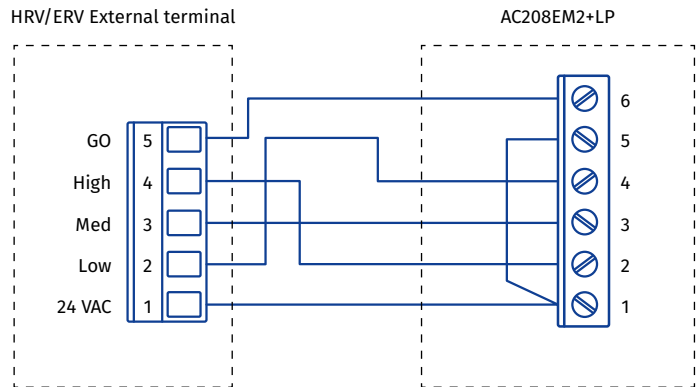 HRV/ERV External terminal
AC208EM2+LP
GO 5
High 4
Med 3
Low 2
24 VAC 1
6
5
4
3
2
1